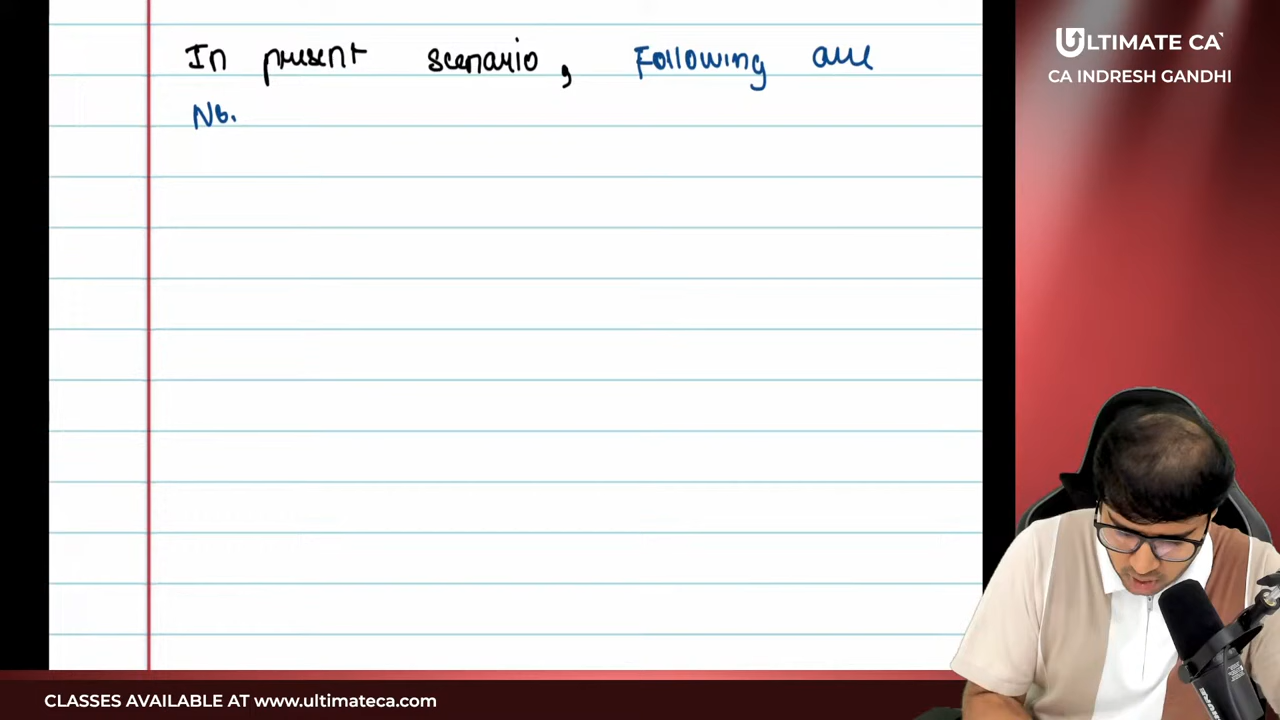 In present scenario, Following are
No.
ULTIMATE CA
CA INDRESH GANDHI
CLASSES AVAILABLE AT www.ultimateca.com